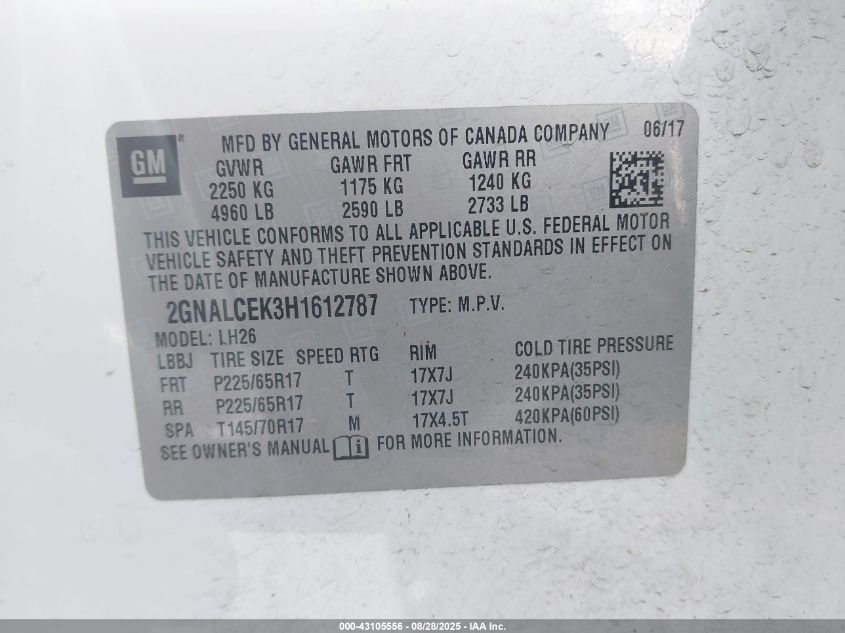 GM ® MFD BY GENERAL MOTORS OF CANADA COMPANY 06/17
GVWR GAWR FRT GAWR RR
2250 KG 1175 KG 1240 KG
4960 LB 2590 LB 2733 LB
THIS VEHICLE CONFORMS TO ALL APPLICABLE U.S. FEDERAL MOTOR
VEHICLE SAFETY AND THEFT PREVENTION STANDARDS IN EFFECT ON
THE DATE OF MANUFACTURE SHOWN ABOVE.
2GNALCEK3H1612787 TYPE: M.P.V.
MODEL: LH26
LBBJ TIRE SIZE SPEED RTG RIM COLD TIRE PRESSURE
FRT P225/65R17 T 17X7J 240KPA(35PSI)
RR P225/65R17 T 17X7J 240KPA(35PSI)
SPA T145/70R17 M 17X4.5T 420KPA(60PSI)
SEE OWNER'S MANUAL i FOR MORE INFORMATION.
000-43105556 - 08/28/2025 - IAA Inc.